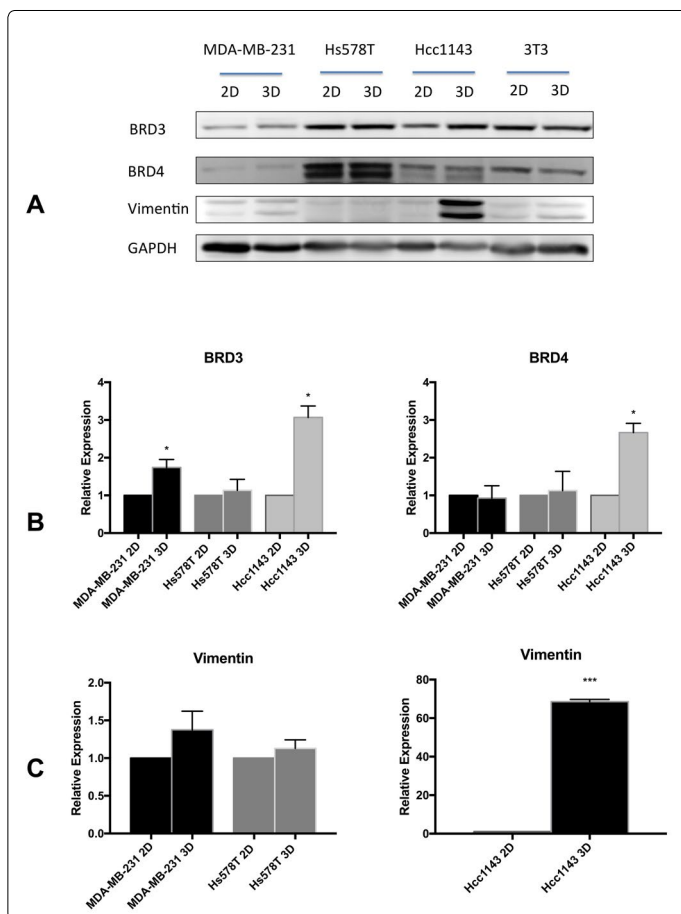 MDA-MB-231 Hs578T Hcc1143 3T3
2D 3D 2D 3D 2D 3D 2D 3D
BRD3
BRD4
A
Vimentin
GAPDH
B
BRD3
Relative Expression
4
3
2
1
0
*
*
MDA-MB-231 2D
MDA-MB-231 3D
Hs578T 2D
Hs578T 3D
Hcc1143 2D
Hcc1143 3D
BRD4
Relative Expression
4
3
2
1
0
*
MDA-MB-231 2D
MDA-MB-231 3D
Hs578T 2D
Hs578T 3D
Hcc1143 2D
Hcc1143 3D
C
Vimentin
Relative Expression
2.0
1.5
1.0
0.5
0.0
MDA-MB-231 2D
MDA-MB-231 3D
Hs578T 2D
Hs578T 3D
Vimentin
Relative Expression
80
60
40
20
0
***
Hcc1143 2D
Hcc1143 3D